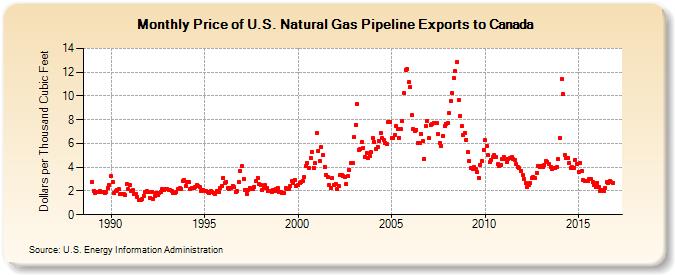 Monthly Price of U.S. Natural Gas Pipeline Exports to Canada
Dollars per Thousand Cubic Feet
14
12
10
8
6
4
2
0
1990 1995 2000 2005 2010 2015
Source: U.S. Energy Information Administration